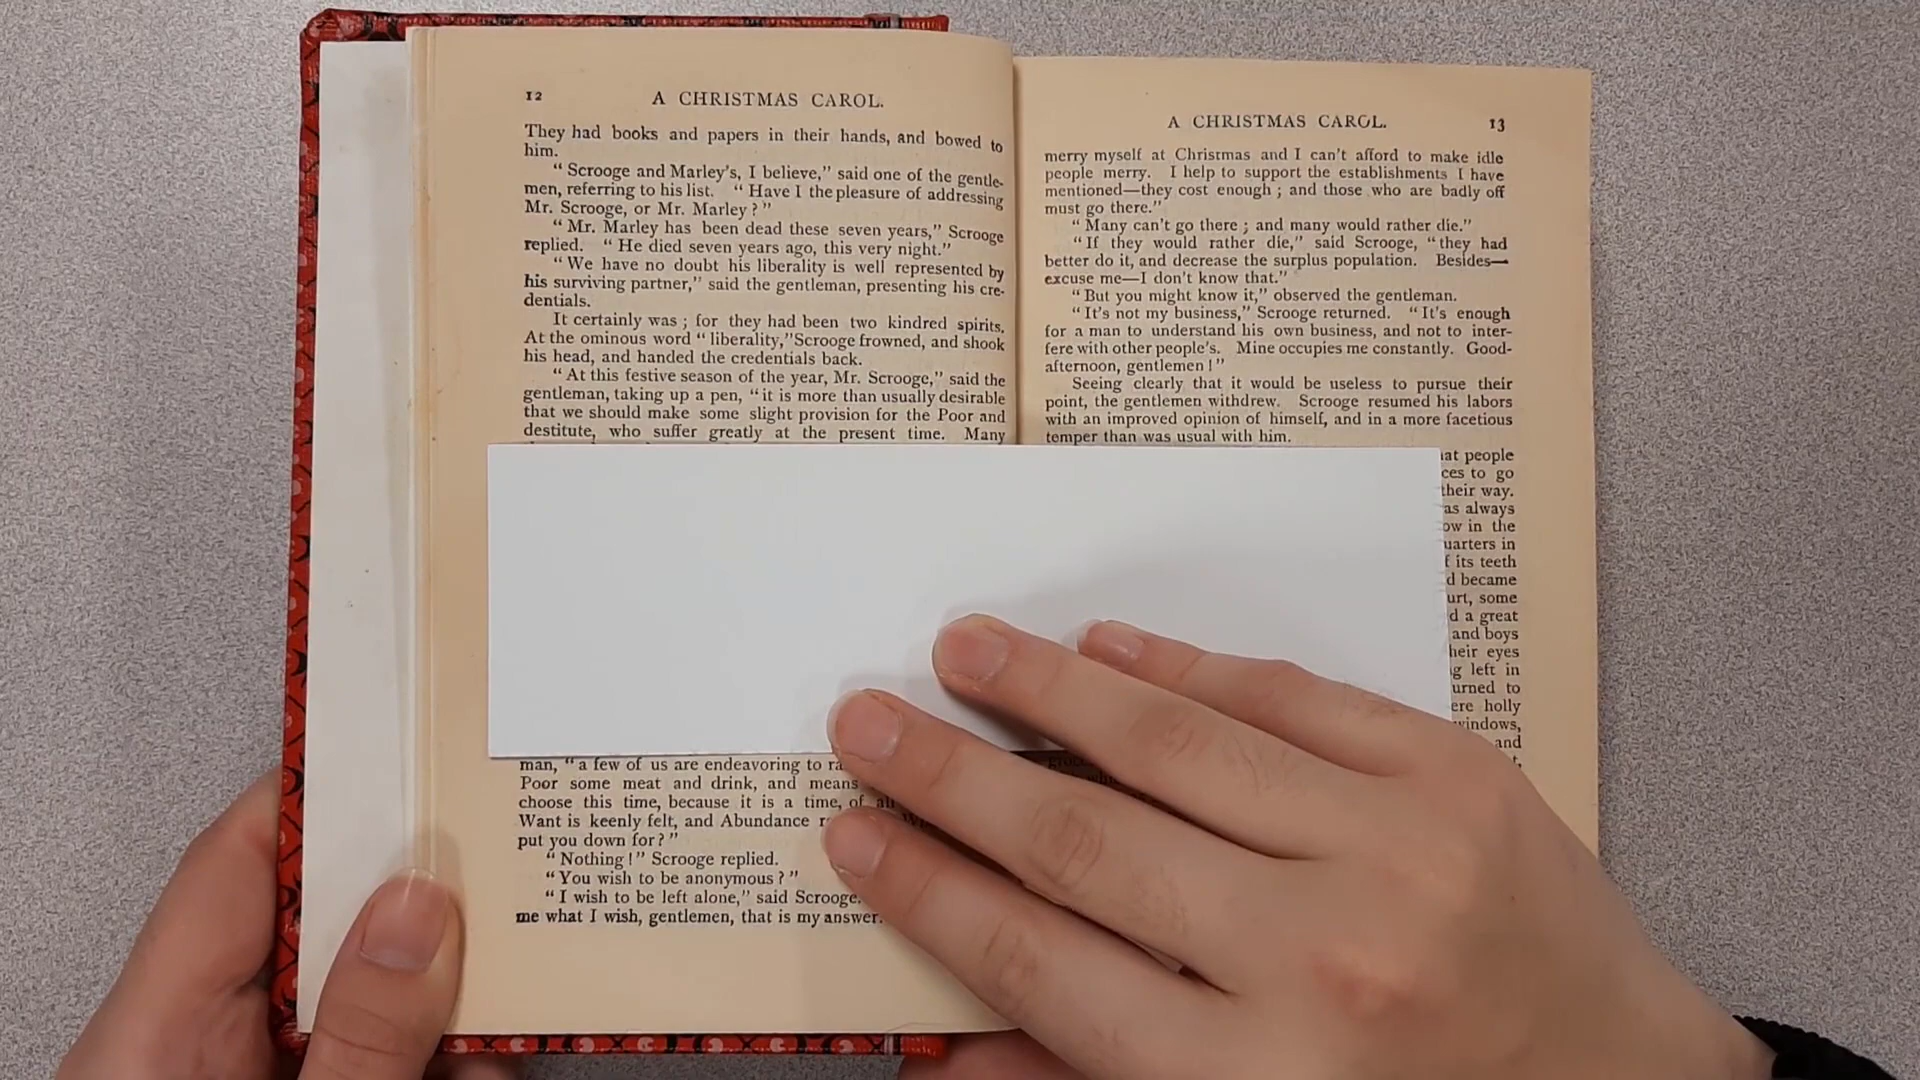 12
A CHRISTMAS CAROL.
They had books and papers in their hands, and bowed to
him.
“ Scrooge and Marley's, I believe,” said one of the gentle-
men, referring to his list. “ Have I the pleasure of addressing
Mr. Scrooge, or Mr. Marley ? ”
“ Mr. Marley has been dead these seven years,” Scrooge
replied. “ He died seven years ago, this very night.”
“ We have no doubt his liberality is well represented by
his surviving partner,” said the gentleman, presenting his cre-
dentials.
It certainly was ; for they had been two kindred spirits.
At the ominous word “ liberality,” Scrooge frowned, and shook
his head, and handed the credentials back.
“ At this festive season of the year, Mr. Scrooge,” said the
gentleman, taking up a pen, “ it is more than usually desirable
that we should make some slight provision for the Poor and
destitute, who suffer greatly at the present time. Many
man, “ a few of us are endeavoring to
Poor some meat and drink, and means
choose this time, because it is a time, of all
Want is keenly felt, and Abundance
put you down for ? ”
“ Nothing ! ” Scrooge replied.
“ You wish to be anonymous ? ”
“ I wish to be left alone,” said Scrooge.
me what I wish, gentlemen, that is my answer.
A CHRISTMAS CAROL.
13
merry myself at Christmas and I can't afford to make idle
people merry. I help to support the establishments I have
mentioned—they cost enough ; and those who are badly off
must go there.”
“ Many can't go there ; and many would rather die.”
“ If they would rather die,” said Scrooge, “ they had
better do it, and decrease the surplus population. Besides—
excuse me—I don't know that.”
“ But you might know it,” observed the gentleman.
“ It's not my business,” Scrooge returned. “ It's enough
for a man to understand his own business, and not to inter-
fere with other people's. Mine occupies me constantly. Good-
afternoon, gentlemen ! ”
Seeing clearly that it would be useless to pursue their
point, the gentlemen withdrew. Scrooge resumed his labors
with an improved opinion of himself, and in a more facetious
temper than was usual with him.
people
to go
their way.
always
in the
in
its teeth
became
some
a great
and boys
eyes
left in
to
holly
windows,
and